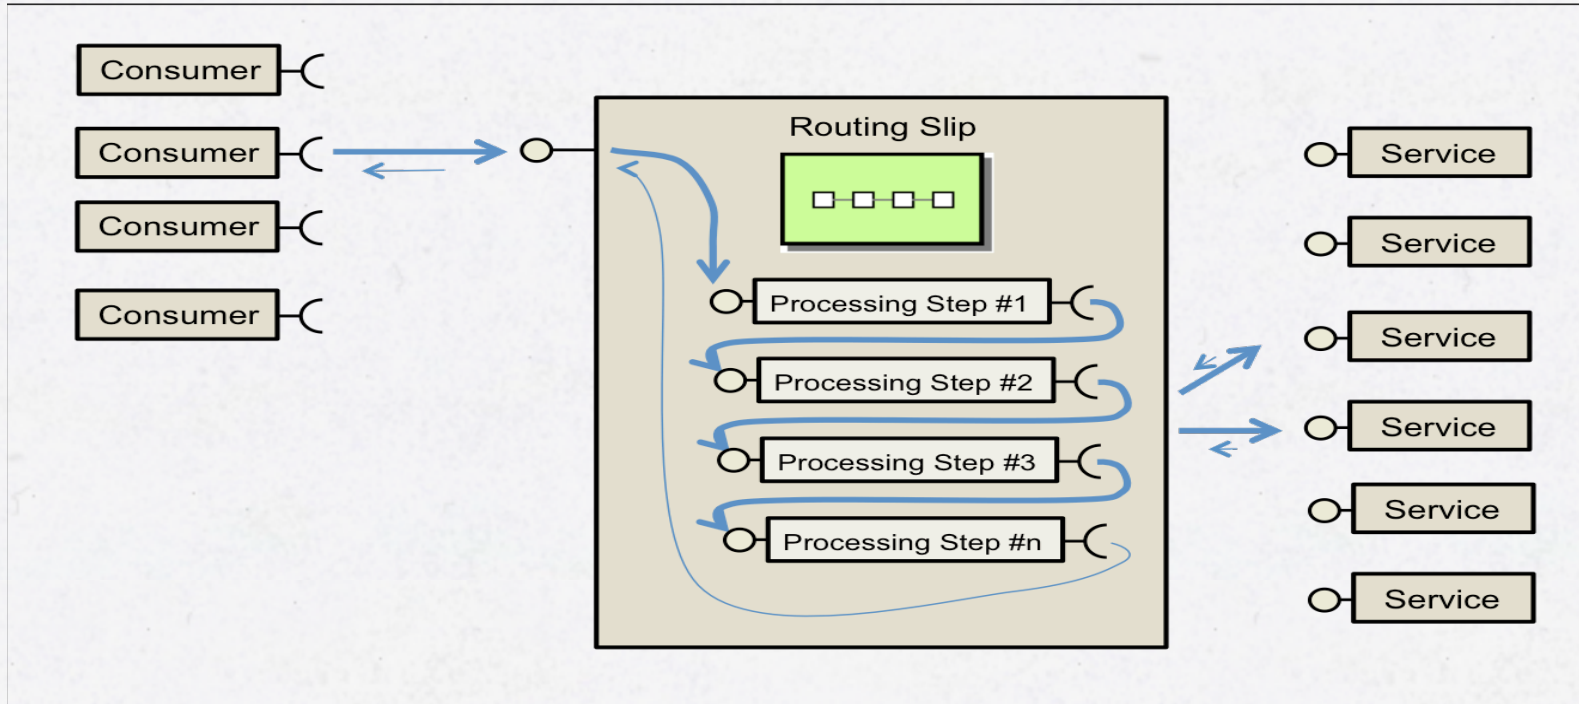 Consumer
Consumer
Consumer
Consumer
Routing Slip
Processing Step #1
Processing Step #2
Processing Step #3
Processing Step #n
Service
Service
Service
Service
Service
Service